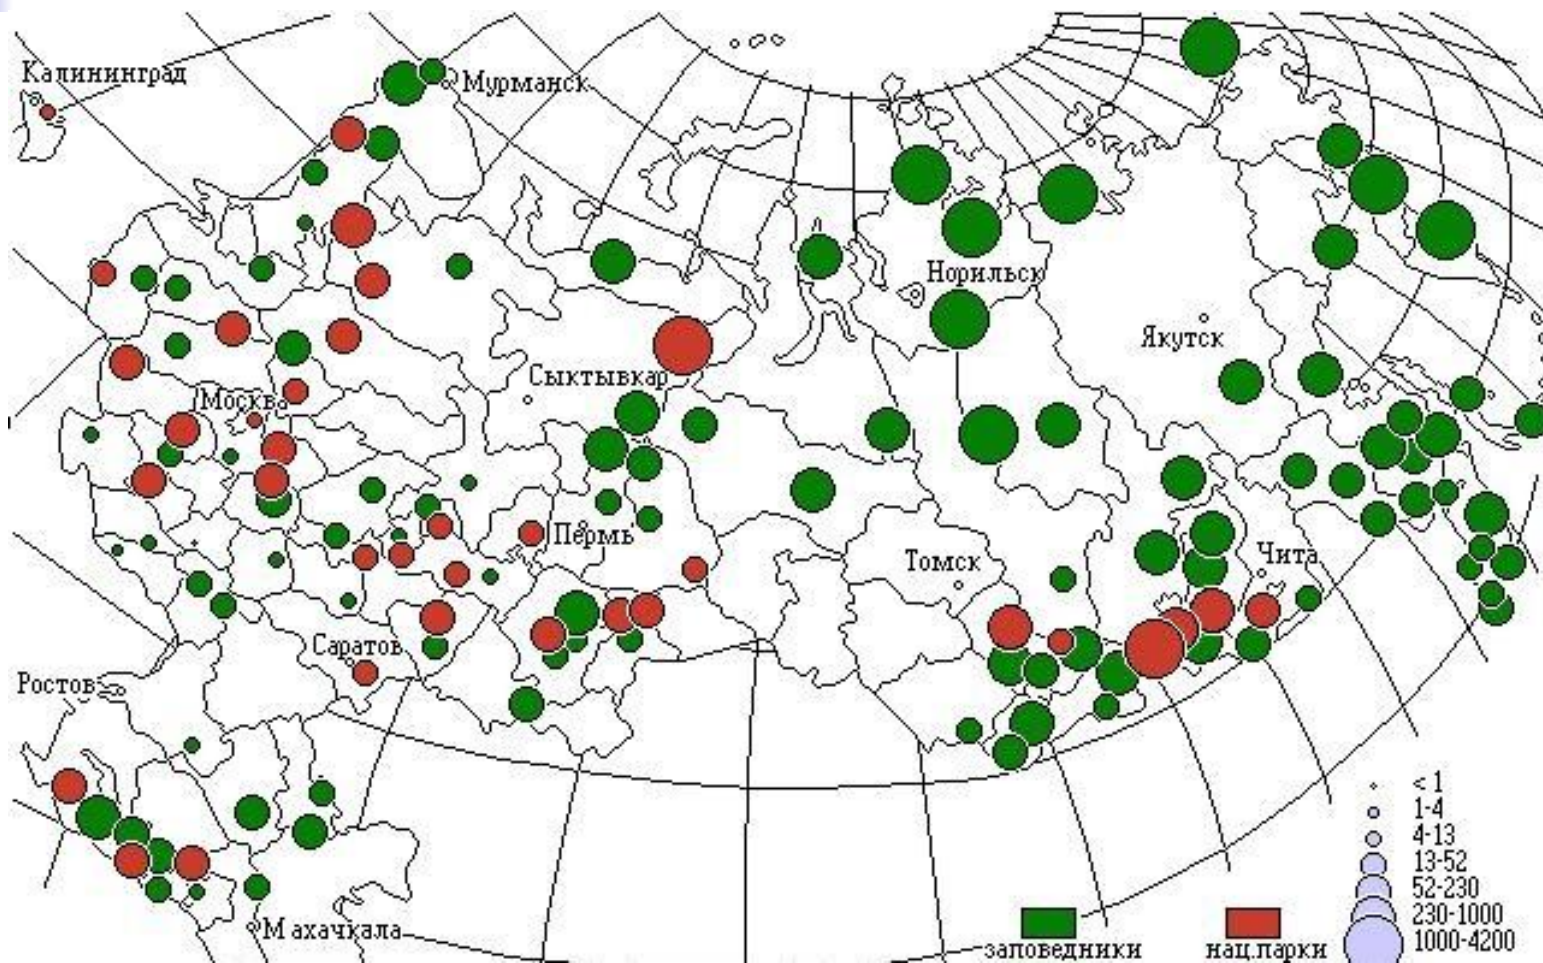 Калининград
Мурманск
Норильск
Якутск
Сыктывкар
Москва
Пермь
Томск
Чита
Саратов
Ростов
Махачкала
< 1
1-4
4-13
13-52
52-230
230-1000
1000-4200
заповедники
нац.парки